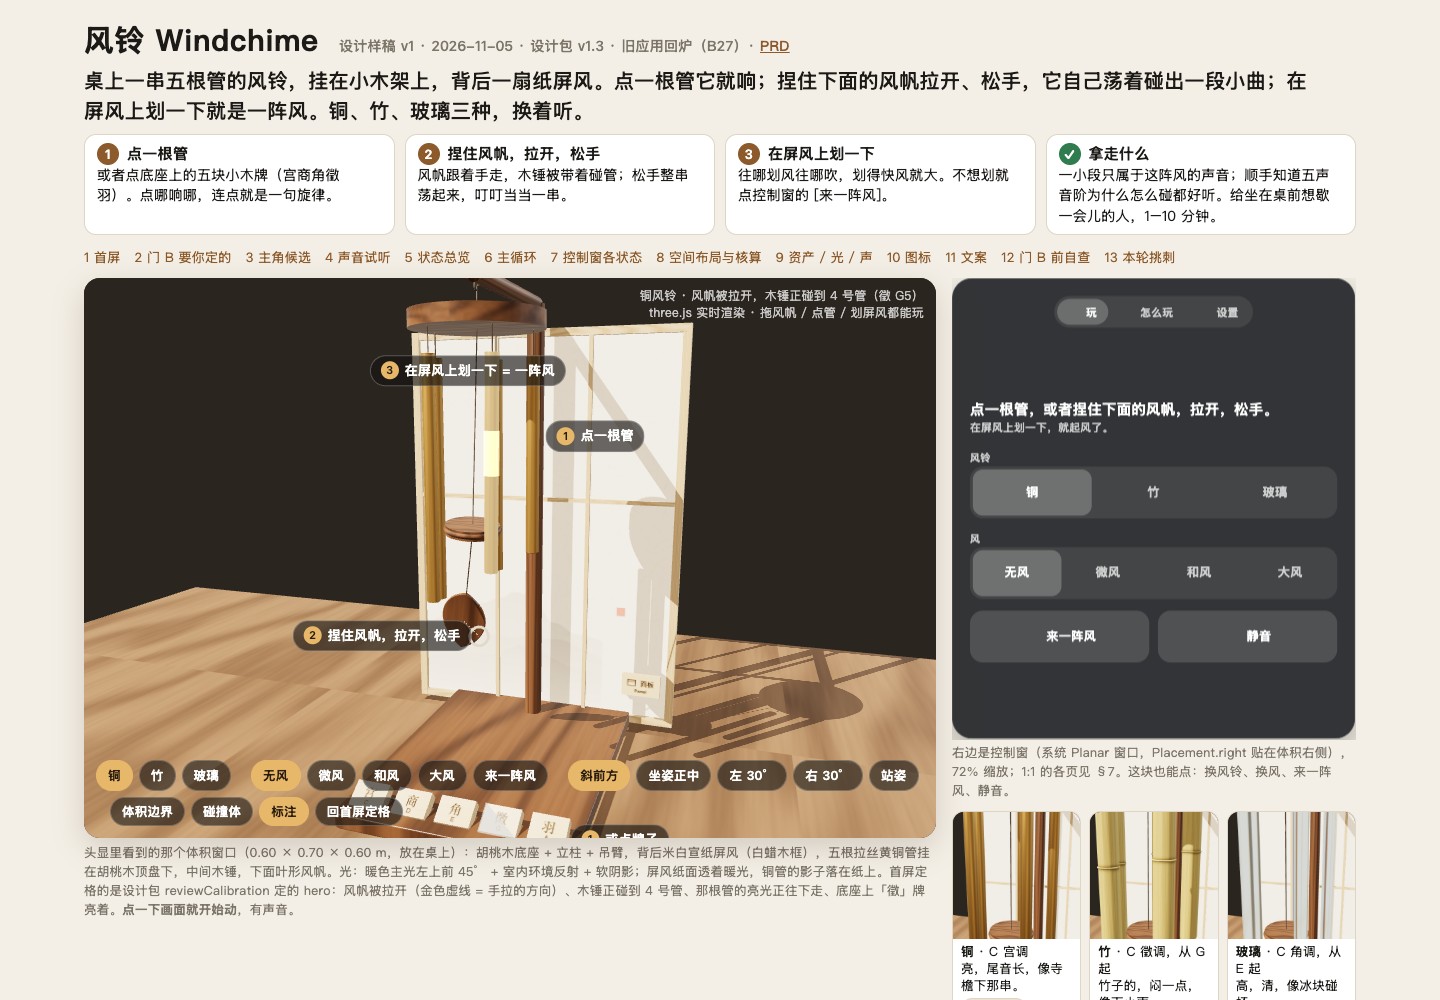 风铃 Windchime 设计样稿 v1 · 2026-11-05 · 设计包 v1.3 · 旧应用回炉（B27）· PRD
桌上一串五根管的风铃，挂在小木架上，背后一扇纸屏风。点一根管它就响；捏住下面的风帆拉开、松手，它自己荡着碰出一段小曲；在
屏风上划一下就是一阵风。铜、竹、玻璃三种，换着听。
1 点一根管
或者点底座上的五块小木牌（宫商角徵
羽）。点哪响哪，连点就是一句旋律。
2 捏住风帆，拉开，松手
风帆跟着手走，木锤被带着碰管；松手整串
荡起来，叮叮当当一串。
3 在屏风上划一下
往哪划风往哪吹，划得快风就大。不想划就
点控制窗的 [来一阵风]。
拿走什么
一小段只属于这阵风的声音；顺手知道五声
音阶为什么怎么碰都好听。给坐在桌前想歇
一会儿的人，1—10 分钟。
1 首屏 2 门 B 要你定的 3 主角候选 4 声音试听 5 状态总览 6 主循环 7 控制窗各状态 8 空间布局与核算 9 资产 / 光 / 声 10 图标 11 文案 12 门 B 前自查 13 本轮挑刺
铜风铃 · 风帆被拉开，木锤正碰到 4 号管（徵 G5）
three.js 实时渲染 · 拖风帆 / 点管 / 划屏风都能玩
3 在屏风上划一下 = 一阵风
1 点一根管
2 捏住风帆，拉开，松手
铜 竹 玻璃 无风 微风 和风 大风 来一阵风 斜前方 坐姿正中 左 30° 右 30° 站姿
体积边界 碰撞体 标注 回首屏定格
商
角
徵
羽
1 或点牌子
头显里看到的那个体积窗口（0.60 × 0.70 × 0.60 m，放在桌上）：胡桃木底座 + 立柱 + 吊臂，背后米白宣纸屏风（白蜡木框），五根拉丝黄铜管挂
在胡桃木顶盘下，中间木锤，下面叶形风帆。光：暖色主光左上前 45° + 室内环境反射 + 软阴影；屏风纸面透着暖光，铜管的影子落在纸上。首屏定
格的是设计包 reviewCalibration 定的 hero：风帆被拉开（金色虚线 = 手拉的方向）、木锤正碰到 4 号管、那根管的亮光正往下走、底座上「徵」牌
亮着。点一下画面就开始动，有声音。
玩 怎么玩 设置
点一根管，或者捏住下面的风帆，拉开，松手。
在屏风上划一下，就起风了。
风铃
铜 竹 玻璃
风
无风 微风 和风 大风
来一阵风 静音
右边是控制窗（系统 Planar 窗口，Placement.right 贴在体积右侧），
72% 缩放；1:1 的各页见 §7。这块也能点：换风铃、换风、来一阵
风、静音。
铜 · C 宫调
亮，尾音长，像寺
檐下那串。
竹 · C 徵调，从 G
起
竹子的，闷一点，
玻璃 · C 角调，从
E 起
高，清，像冰块碰